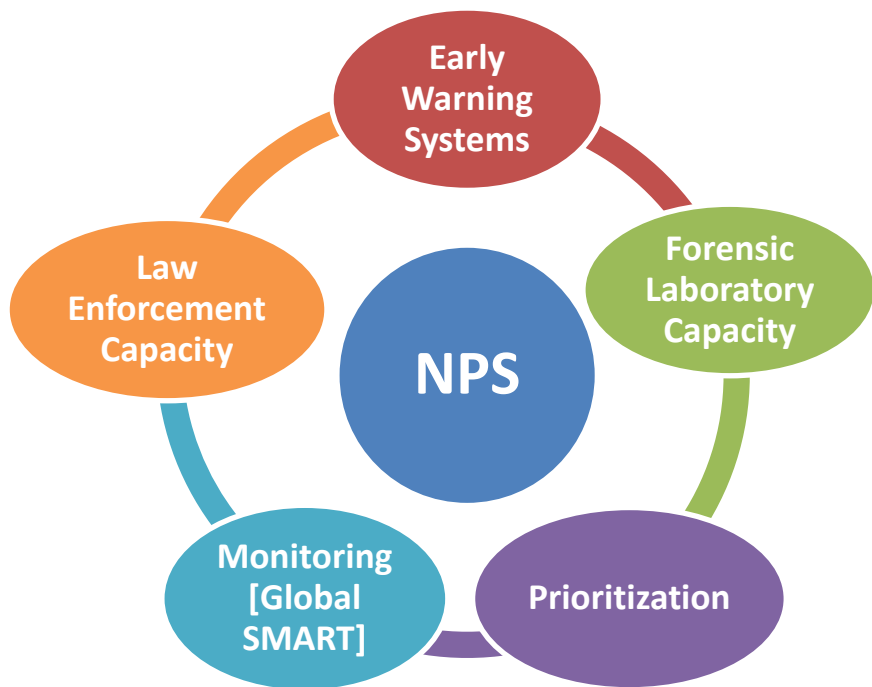 Early
Warning
Systems
Forensic
Laboratory
Capacity
Prioritization
Monitoring
[Global
SMART]
Law
Enforcement
Capacity
NPS